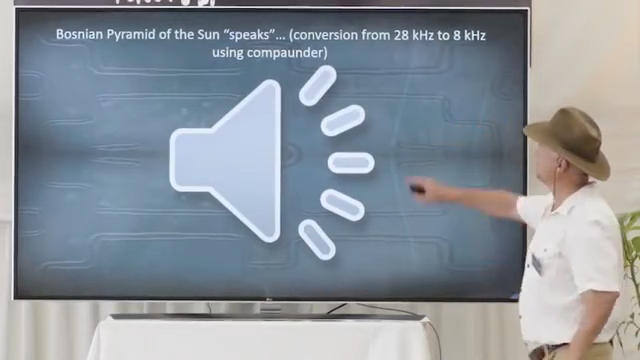 Bosnian Pyramid of the Sun “speaks”... (conversion from 28 kHz to 8 kHz
using compaunder)